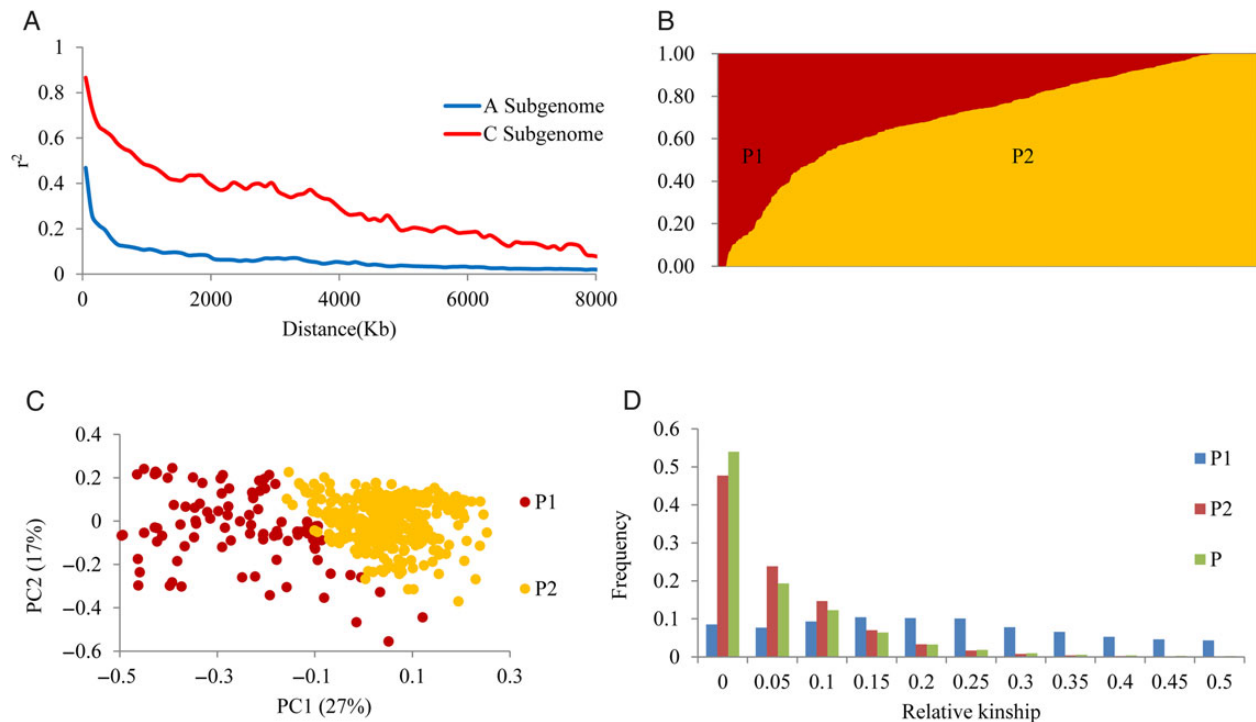 A
1
0.8
0.6
0.4
0.2
0
r²
0 2000 4000 6000 8000
Distance(Kb)
A Subgenome
C Subgenome
B
1.00
0.80
0.60
0.40
0.20
0.00
P1
P2
C
0.4
0.2
0
−0.2
−0.4
−0.6
PC2 (17%)
−0.5 −0.3 −0.1 0.1 0.3
PC1 (27%)
P1
P2
D
0.6
0.5
0.4
0.3
0.2
0.1
0
Frequency
0 0.05 0.1 0.15 0.2 0.25 0.3 0.35 0.4 0.45 0.5
Relative kinship
P1
P2
P